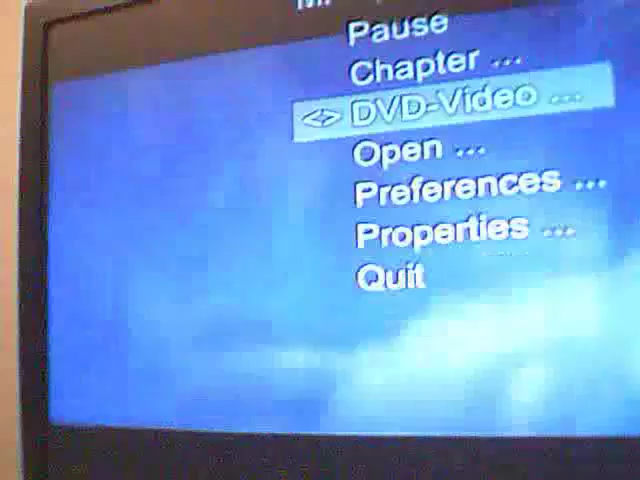 Pause
Chapter ...
<> DVD-Video ...
Open ...
Preferences ...
Properties ...
Quit